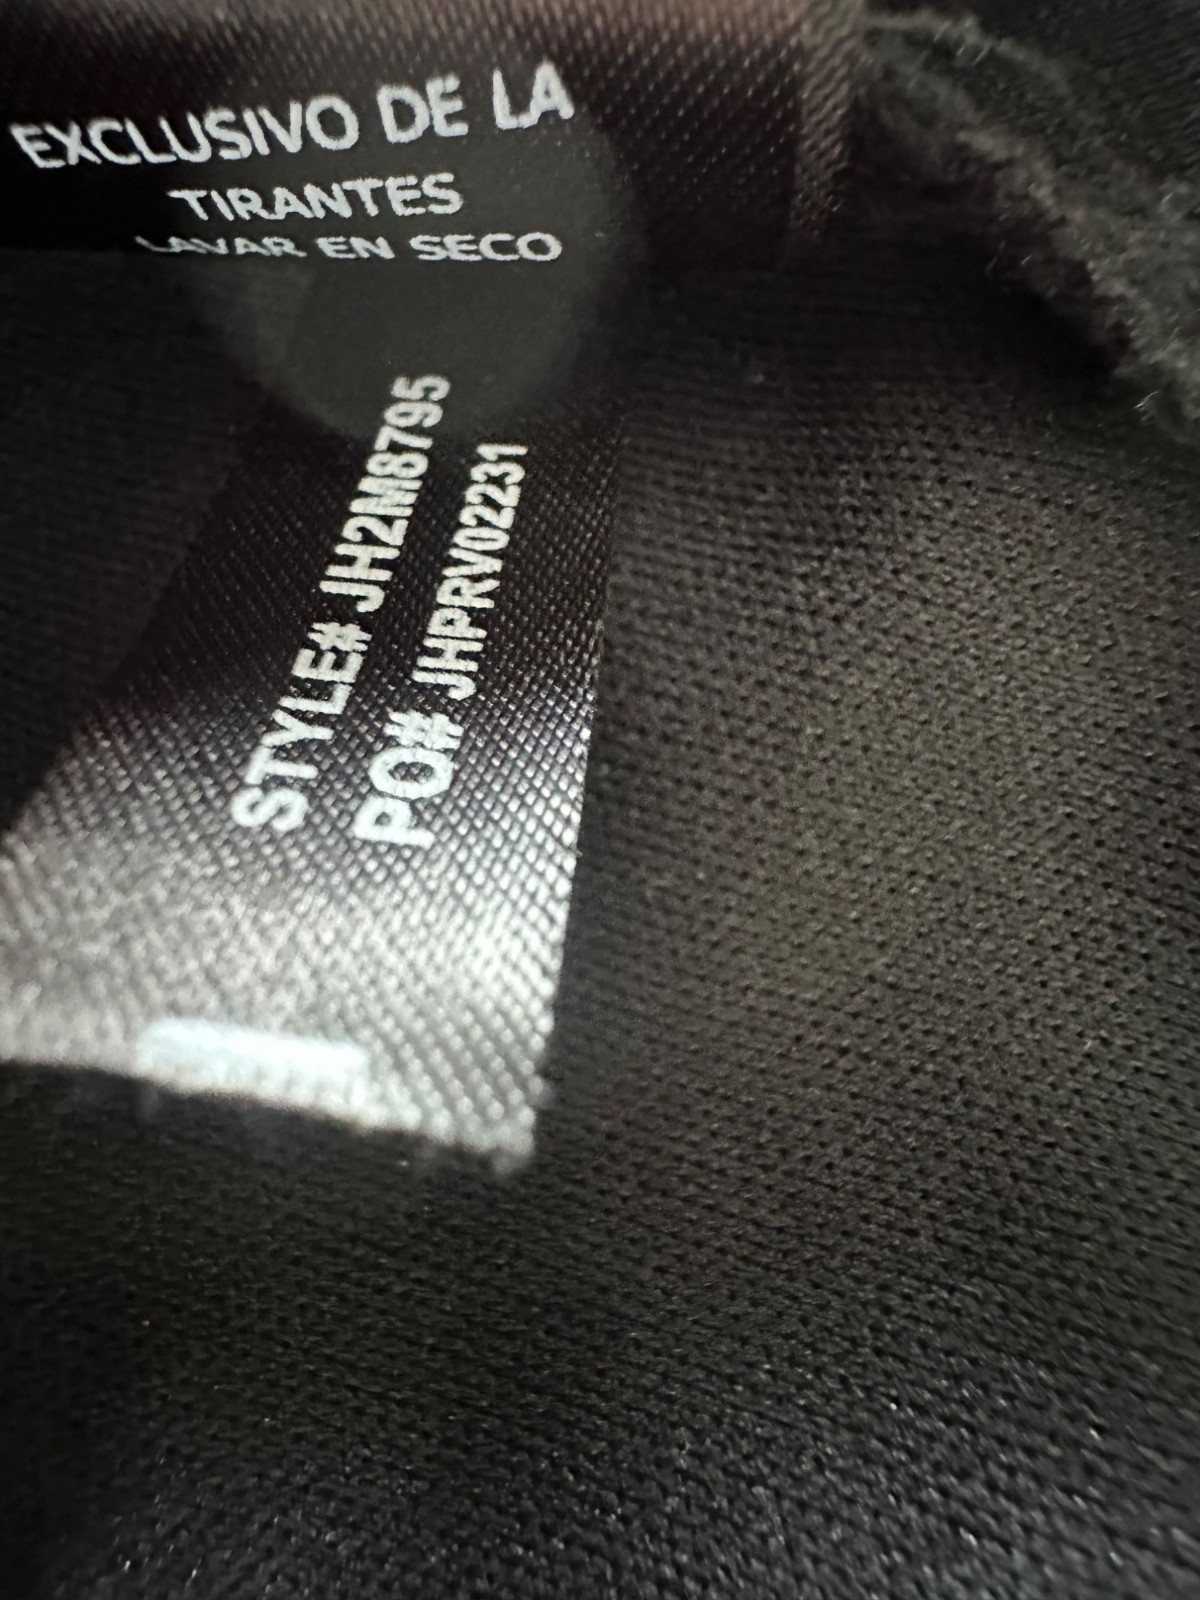 EXCLUSIVO DE LA
TIRANTES
LAVAR EN SECO
STYLE# JH2M8795
PO# JHPRV02231